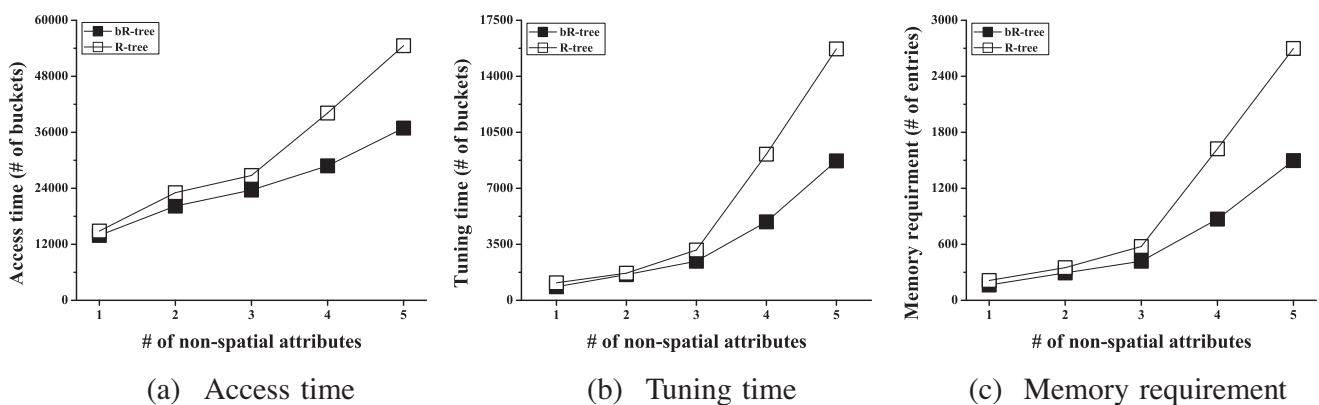 60000
48000
36000
24000
12000
0
Access time (# of buckets)
bR-tree
R-tree
1 2 3 4 5
# of non-spatial attributes
(a) Access time
17500
14000
10500
7000
3500
0
Tuning time (# of buckets)
bR-tree
R-tree
1 2 3 4 5
# of non-spatial attributes
(b) Tuning time
3000
2400
1800
1200
600
0
Memory requirment (# of entries)
bR-tree
R-tree
1 2 3 4 5
# of non-spatial attributes
(c) Memory requirement